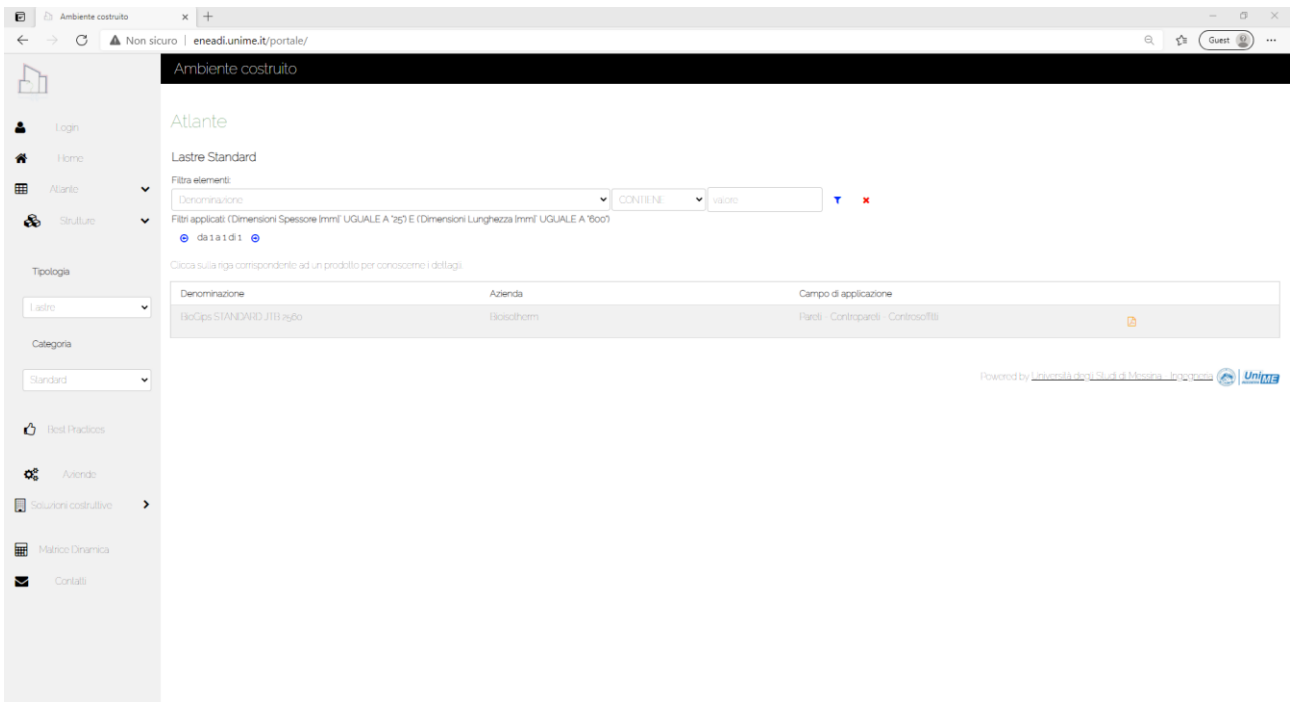 Ambiente costruito
Non sicuro | eneadi.unime.it/portale/
Guest
Ambiente costruito
Login
Home
Atlante
Strutture
Tipologia
Lastre
Categoria
Standard
Best Practices
Aziende
Soluzioni costruttive
Matrice Dinamica
Contatti
Atlante
Lastre Standard
Filtra elementi:
Denominazione CONTIENE valore
Filtri applicati: ('Dimensioni Spessore [mm]' UGUALE A '25') E ('Dimensioni Lunghezza [mm]' UGUALE A '600')
da 1 a 1 di 1
Clicca sulla riga corrispondente ad un prodotto per conoscerne i dettagli.
Denominazione Azienda Campo di applicazione
BioGips STANDARD JTB 7560 Bioisotherm Pareti - Contropareti - Controsoffitti
Powered by Università degli Studi di Messina - Ingegneria UniME